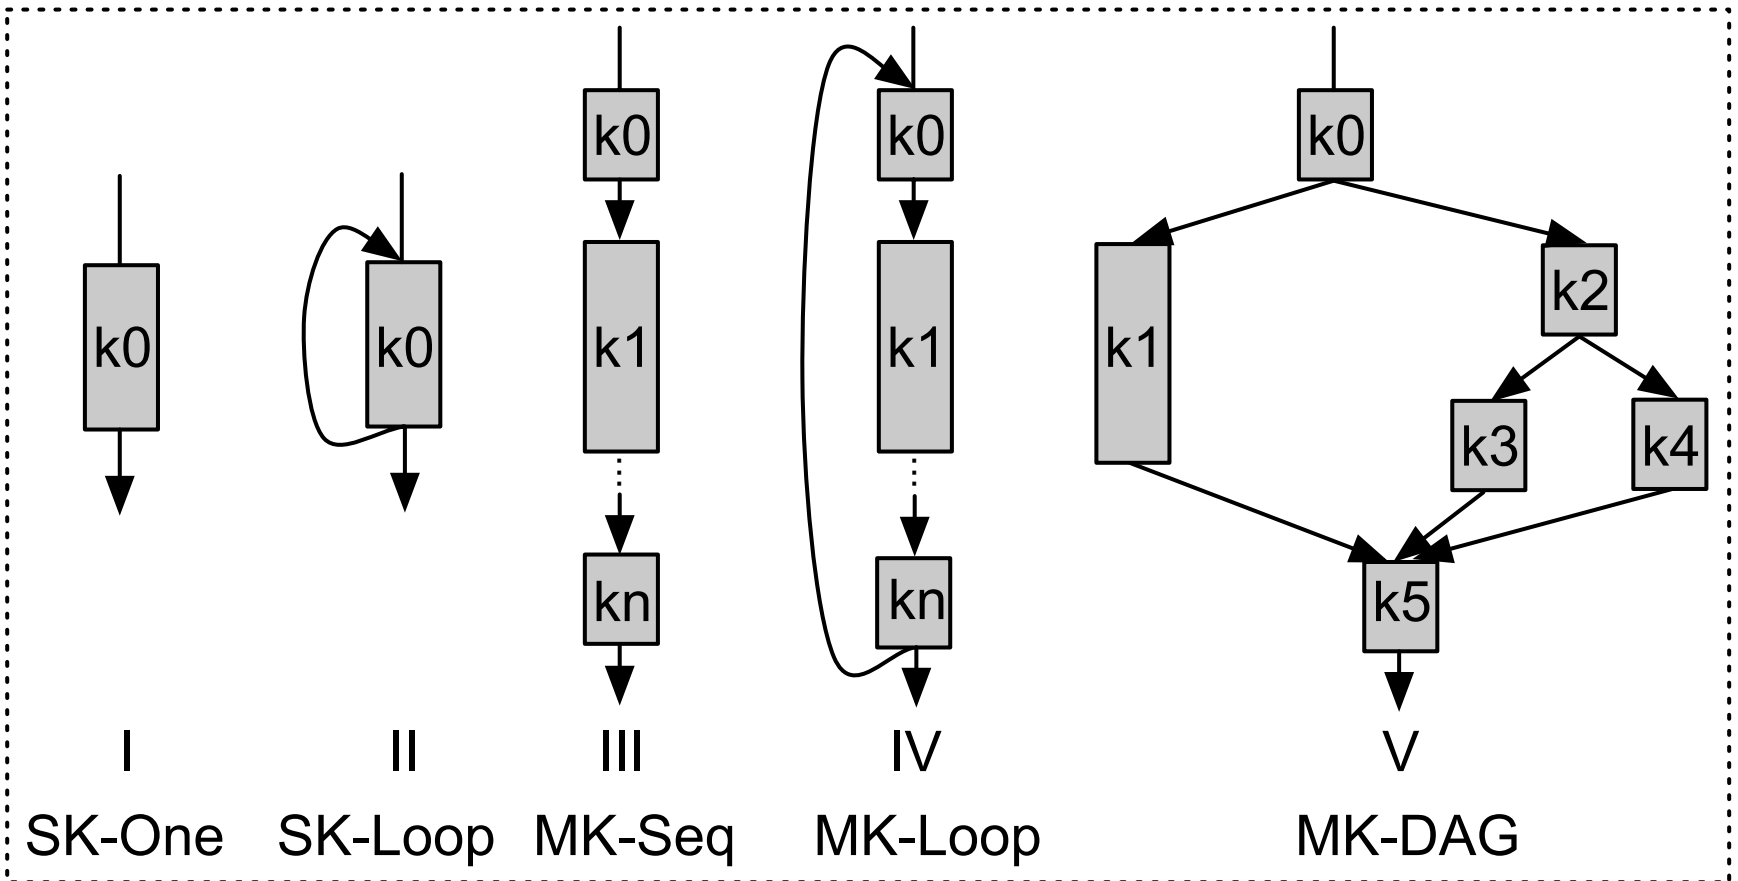 k0
k0
k0
k1
kn
k0
k1
kn
k0
k1
k2
k3
k4
k5
I
II
III
IV
V
SK-One
SK-Loop
MK-Seq
MK-Loop
MK-DAG